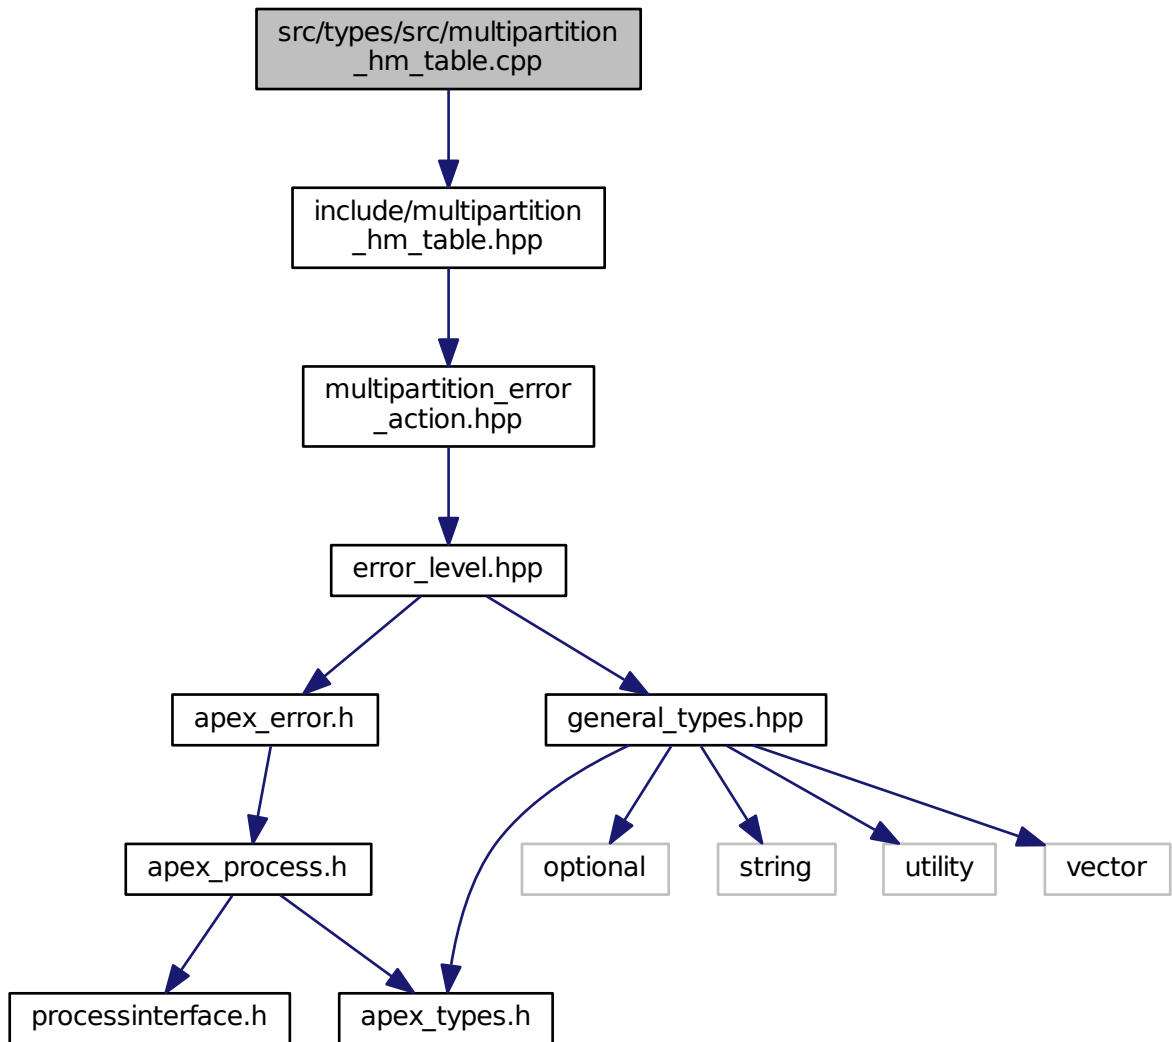 src/types/src/multipartition
_hm_table.cpp
include/multipartition
_hm_table.hpp
multipartition_error
_action.hpp
error_level.hpp
apex_error.h
general_types.hpp
apex_process.h
optional
string
utility
vector
processinterface.h
apex_types.h